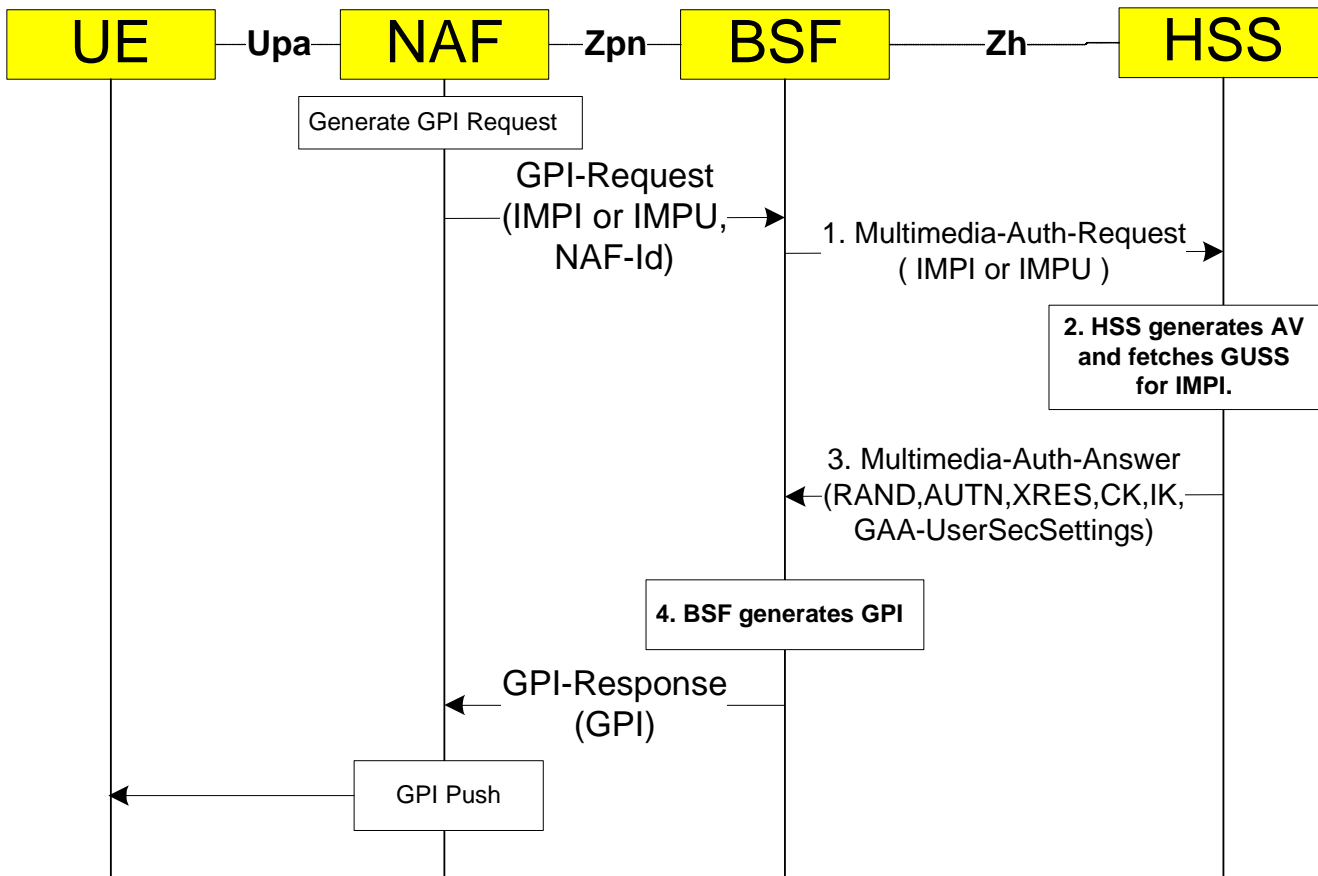 UE
Upa
NAF
Zpn
BSF
Zh
HSS
Generate GPI Request
GPI-Request
(IMPI or IMPU,
NAF-Id)
1. Multimedia-Auth-Request
( IMPI or IMPU )
2. HSS generates AV
and fetches GUSS
for IMPI.
3. Multimedia-Auth-Answer
(RAND,AUTN,XRES,CK,IK,
GAA-UserSecSettings)
4. BSF generates GPI
GPI-Response
(GPI)
GPI Push